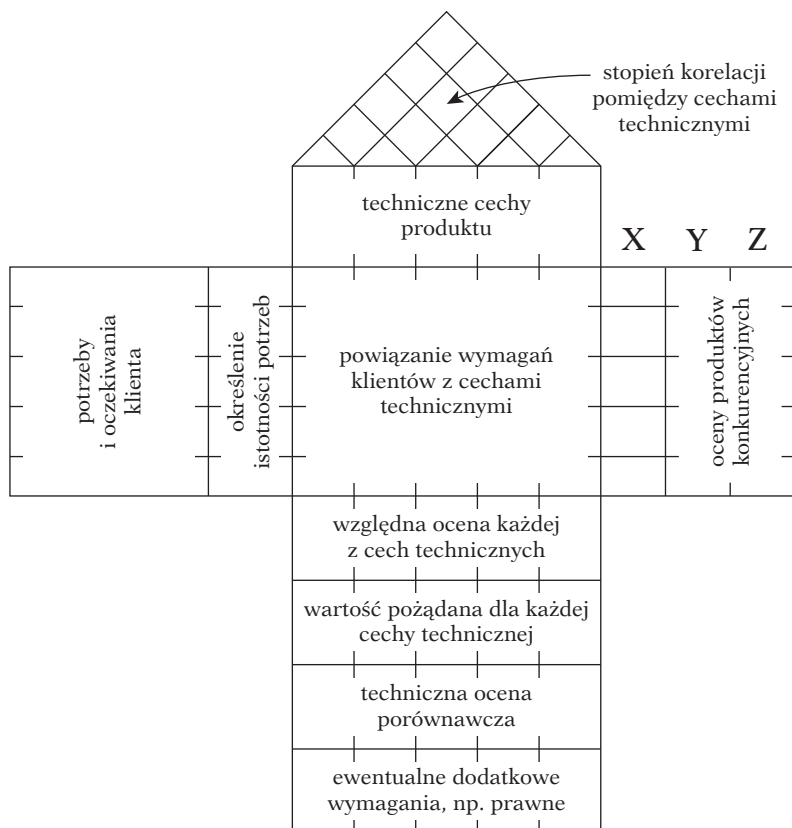 stopień korelacji
pomiędzy cechami
technicznymi
techniczne cechy
produktu
X Y Z
potrzeby
i oczekiwania
klienta
określenie
istotności potrzeb
powiązanie wymagań
klientów z cechami
technicznymi
oceny produktów
konkurencyjnych
względna ocena każdej
z cech technicznych
wartość pożądana dla każdej
cechy technicznej
techniczna ocena
porównawcza
ewentualne dodatkowe
wymagania, np. prawne